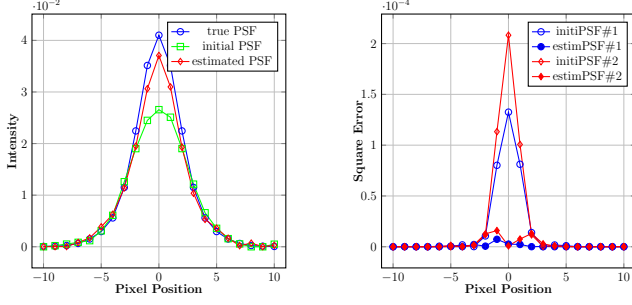 ·10⁻²
true PSF
initial PSF
estimated PSF
4
3
2
1
0
−10
−5
0
5
10
Intensity
Pixel Position
·10⁻⁴
initiPSF#1
estimPSF#1
initiPSF#2
estimPSF#2
2
1.5
1
0.5
0
−10
−5
0
5
10
Square Error
Pixel Position